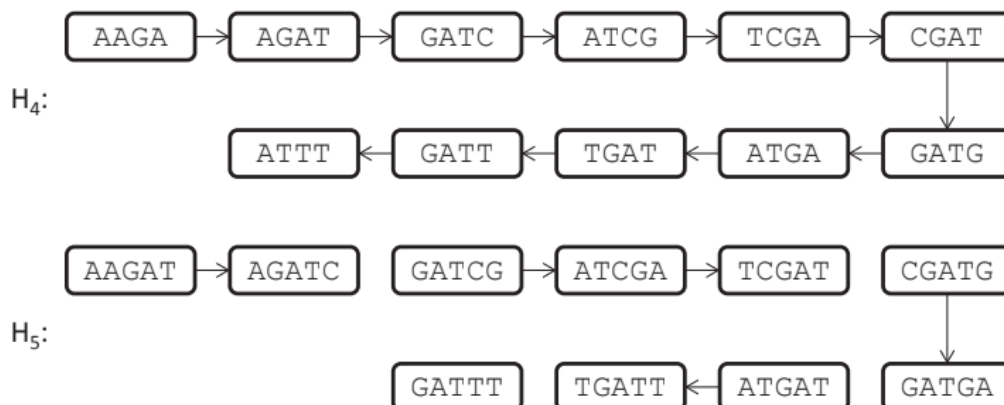 AAGA AGAT GATC ATCG TCGA CGAT
H₄:
ATTT GATT TGAT ATGA GATG
AAGAT AGATC GATCG ATCGA TCGAT CGATG
H₅:
GATTT TGATT ATGAT GATGA